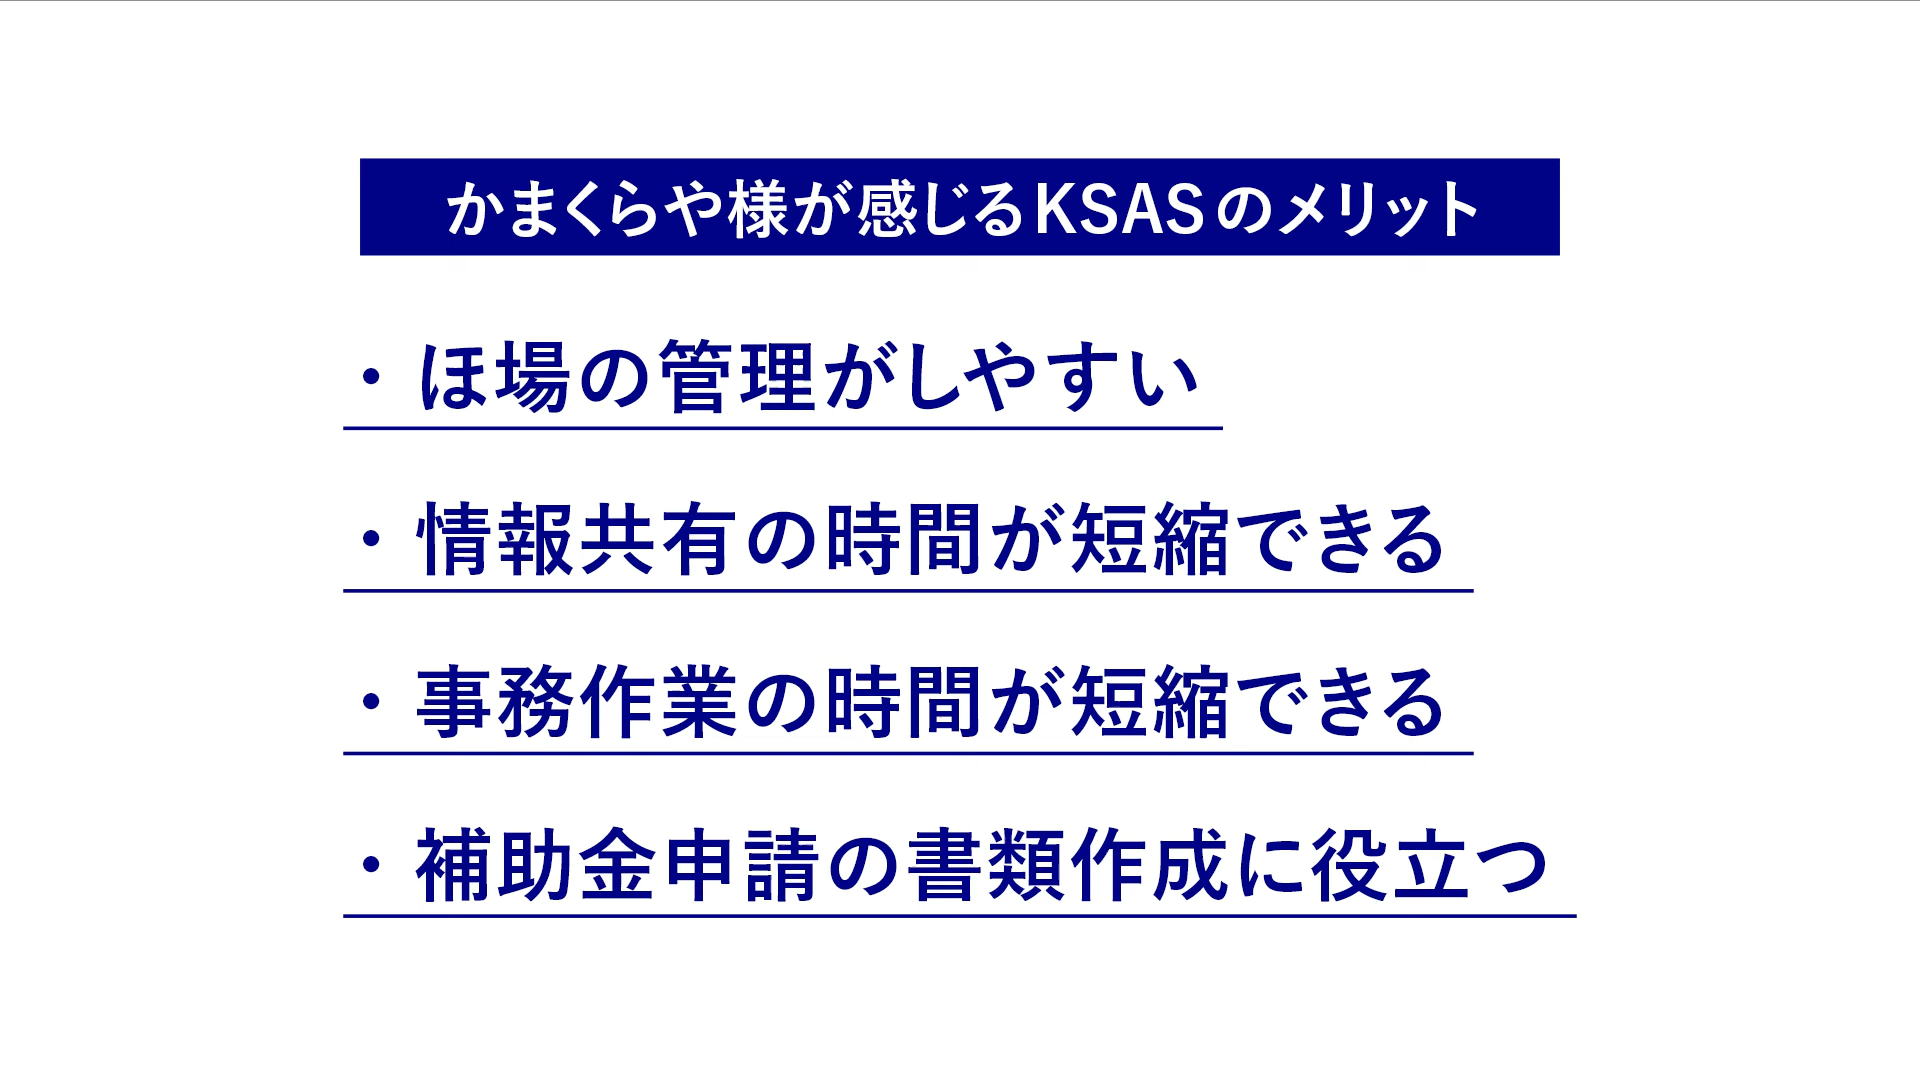 かまくらや様が感じるKSASのメリット
・ほ場の管理がしやすい
・情報共有の時間が短縮できる
・事務作業の時間が短縮できる
・補助金申請の書類作成に役立つ